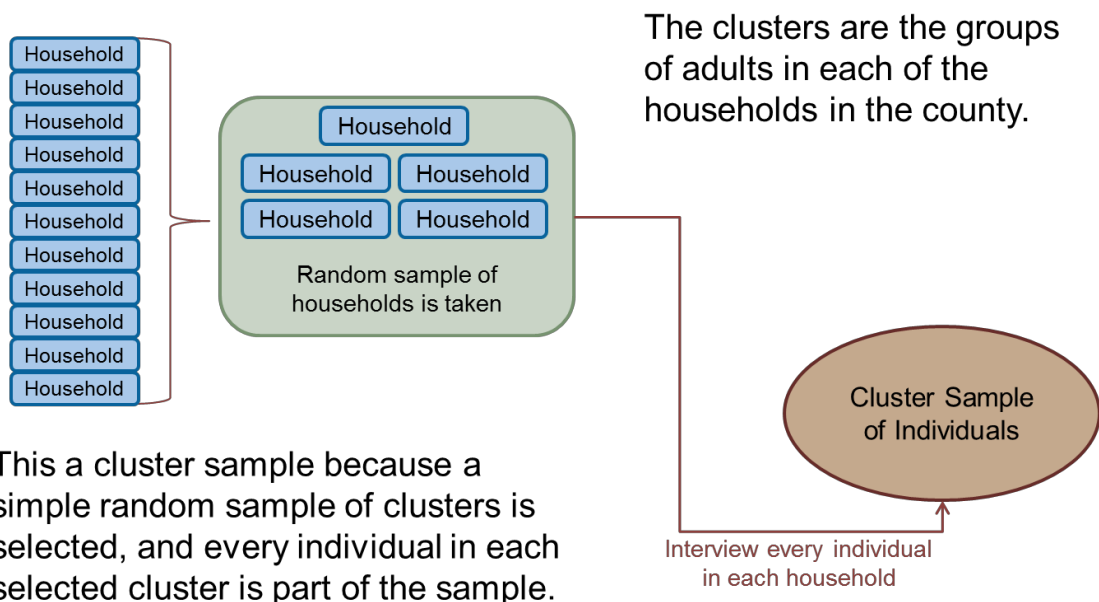 Household
Household
Household
Household
Household
Household
Household
Household
Household
Household
Household
Household
Household Household
Household Household
Random sample of
households is taken
The clusters are the groups
of adults in each of the
households in the county.
Cluster Sample
of Individuals
Interview every individual
in each household
This a cluster sample because a
simple random sample of clusters is
selected, and every individual in each
selected cluster is part of the sample.